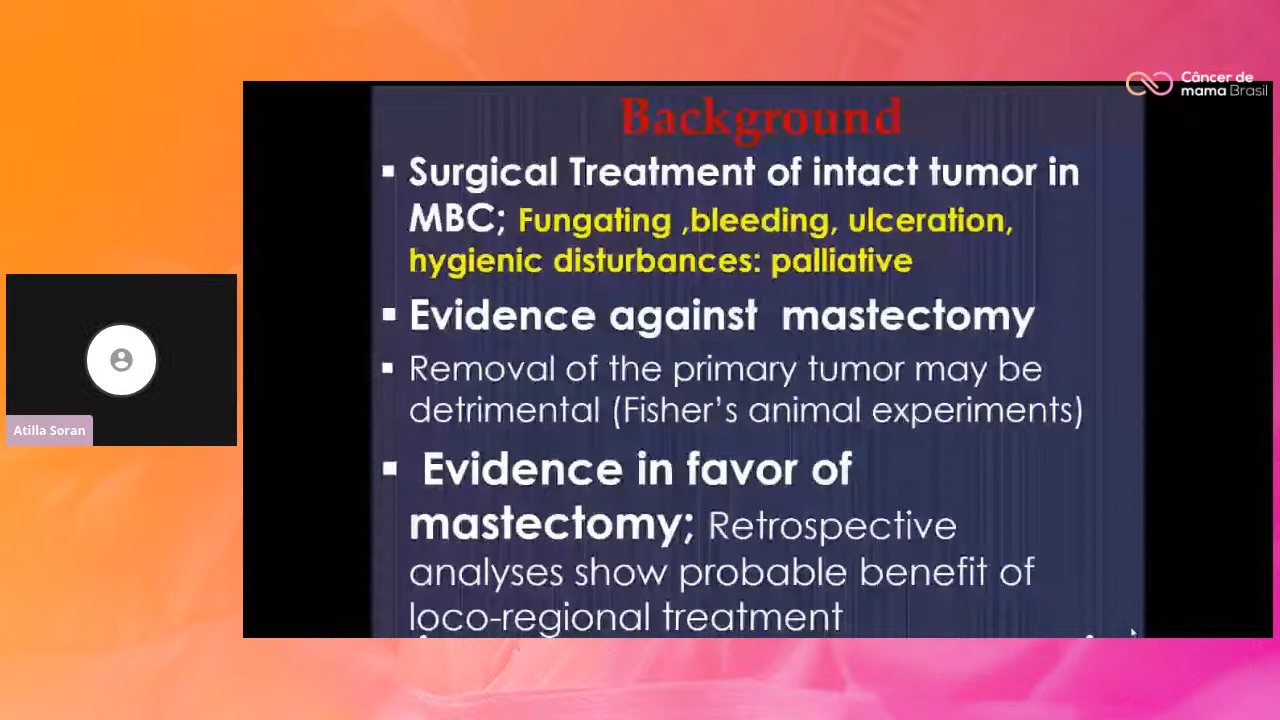 Câncer de
mama Brasil
Background
▪ Surgical Treatment of intact tumor in
MBC; Fungating ,bleeding, ulceration,
hygienic disturbances: palliative
▪ Evidence against mastectomy
▪ Removal of the primary tumor may be
detrimental (Fisher’s animal experiments)
▪ Evidence in favor of
mastectomy; Retrospective
analyses show probable benefit of
loco-regional treatment
Atilla Soran